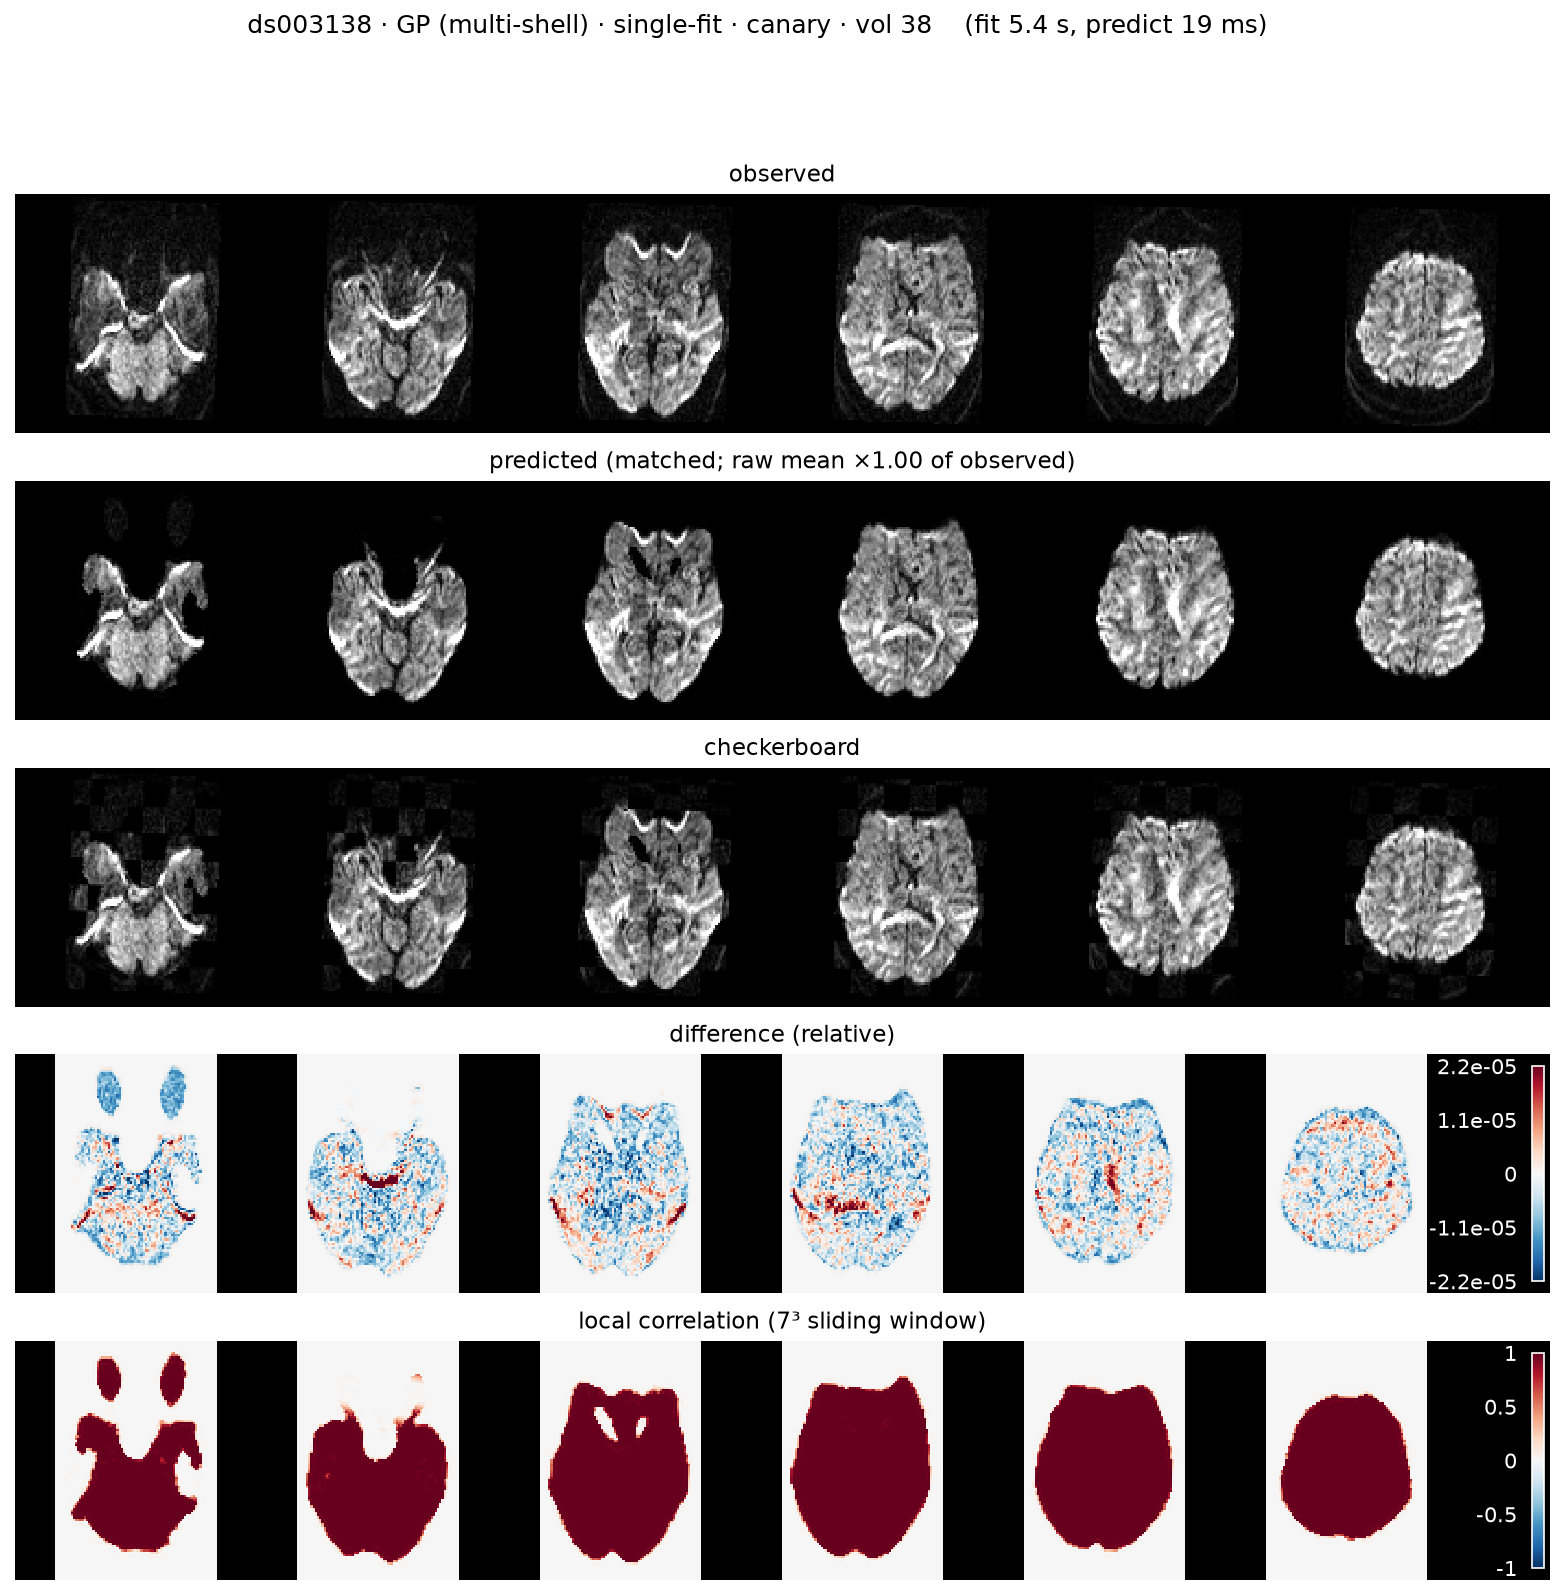 ds003138 · GP (multi-shell) · single-fit · canary · vol 38    (fit 5.4 s, predict 19 ms)
observed
predicted (matched; raw mean ×1.00 of observed)
checkerboard
difference (relative)
2.2e-05
1.1e-05
0
-1.1e-05
-2.2e-05
local correlation (7³ sliding window)
1
0.5
0
-0.5
-1